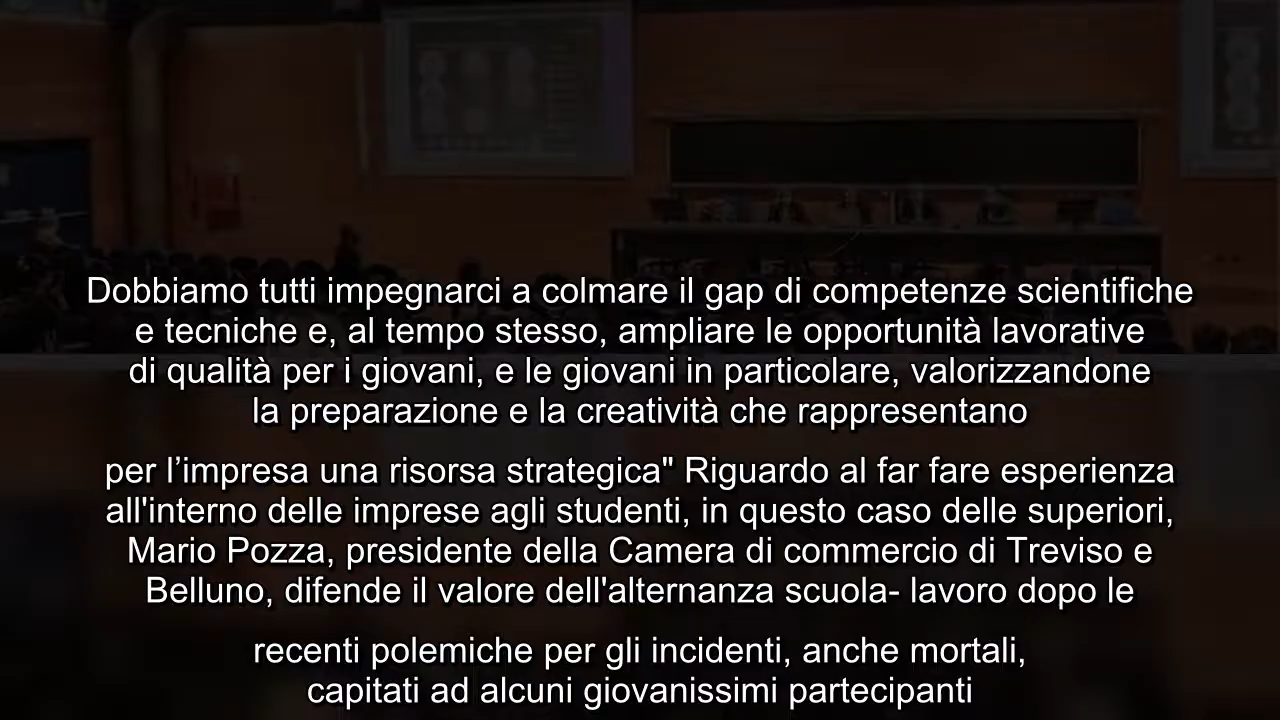 Dobbiamo tutti impegnarci a colmare il gap di competenze scientifiche
e tecniche e, al tempo stesso, ampliare le opportunità lavorative
di qualità per i giovani, e le giovani in particolare, valorizzandone
la preparazione e la creatività che rappresentano
per l’impresa una risorsa strategica" Riguardo al far fare esperienza
all'interno delle imprese agli studenti, in questo caso delle superiori,
Mario Pozza, presidente della Camera di commercio di Treviso e
Belluno, difende il valore dell'alternanza scuola- lavoro dopo le
recenti polemiche per gli incidenti, anche mortali,
capitati ad alcuni giovanissimi partecipanti